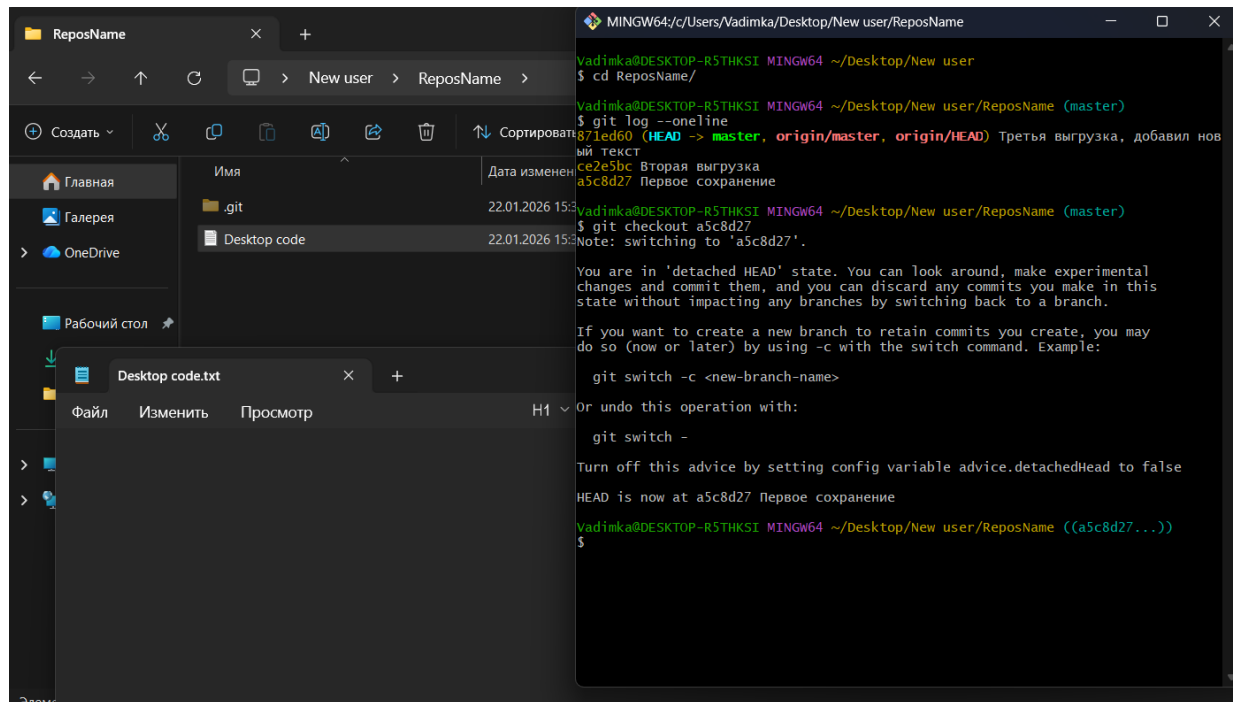 ReposName
New user > ReposName >
Создать
Сортировать
Имя
Дата изменен
.git
22.01.2026 15:3
Desktop code
22.01.2026 15:3
Главная
Галерея
OneDrive
Рабочий стол
Desktop code.txt
Файл Изменить Просмотр H1
MINGW64:/c/Users/Vadimka/Desktop/New user/ReposName
Vadimka@DESKTOP-R5THKSI MINGW64 ~/Desktop/New user
$ cd ReposName/
Vadimka@DESKTOP-R5THKSI MINGW64 ~/Desktop/New user/ReposName (master)
$ git log --oneline
871ed60 (HEAD -> master, origin/master, origin/HEAD) Третья выгрузка, добавил нов
ый текст
ce2e5bc Вторая выгрузка
a5c8d27 Первое сохранение
Vadimka@DESKTOP-R5THKSI MINGW64 ~/Desktop/New user/ReposName (master)
$ git checkout a5c8d27
Note: switching to 'a5c8d27'.
You are in 'detached HEAD' state. You can look around, make experimental
changes and commit them, and you can discard any commits you make in this
state without impacting any branches by switching back to a branch.
If you want to create a new branch to retain commits you create, you may
do so (now or later) by using -c with the switch command. Example:
git switch -c <new-branch-name>
Or undo this operation with:
git switch -
Turn off this advice by setting config variable advice.detachedHead to false
HEAD is now at a5c8d27 Первое сохранение
Vadimka@DESKTOP-R5THKSI MINGW64 ~/Desktop/New user/ReposName ((a5c8d27...))
$